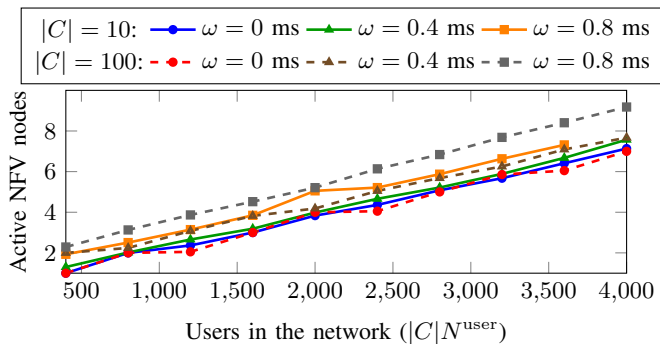 |C| = 10: ω = 0 ms ω = 0.4 ms ω = 0.8 ms
|C| = 100: ω = 0 ms ω = 0.4 ms ω = 0.8 ms
Active NFV nodes
8
6
4
2
500 1,000 1,500 2,000 2,500 3,000 3,500 4,000
Users in the network (|C|N^user)